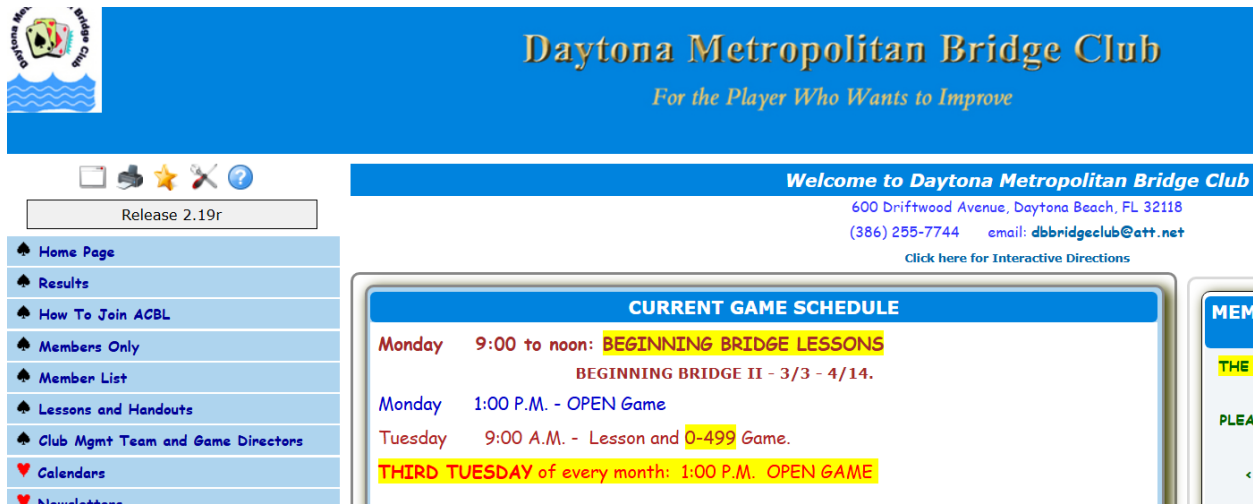 Daytona Metropolitan Bridge Club
Daytona Metropolitan Bridge Club
For the Player Who Wants to Improve
Release 2.19r
Home Page
Results
How To Join ACBL
Members Only
Member List
Lessons and Handouts
Club Mgmt Team and Game Directors
Calendars
Newsletters
Welcome to Daytona Metropolitan Bridge Club
600 Driftwood Avenue, Daytona Beach, FL 32118
(386) 255-7744 email: dbbridgeclub@att.net
Click here for Interactive Directions
CURRENT GAME SCHEDULE
Monday 9:00 to noon: BEGINNING BRIDGE LESSONS
BEGINNING BRIDGE II - 3/3 - 4/14.
Monday 1:00 P.M. - OPEN Game
Tuesday 9:00 A.M. - Lesson and 0-499 Game.
THIRD TUESDAY of every month: 1:00 P.M. OPEN GAME
MEM
THE
PLEA